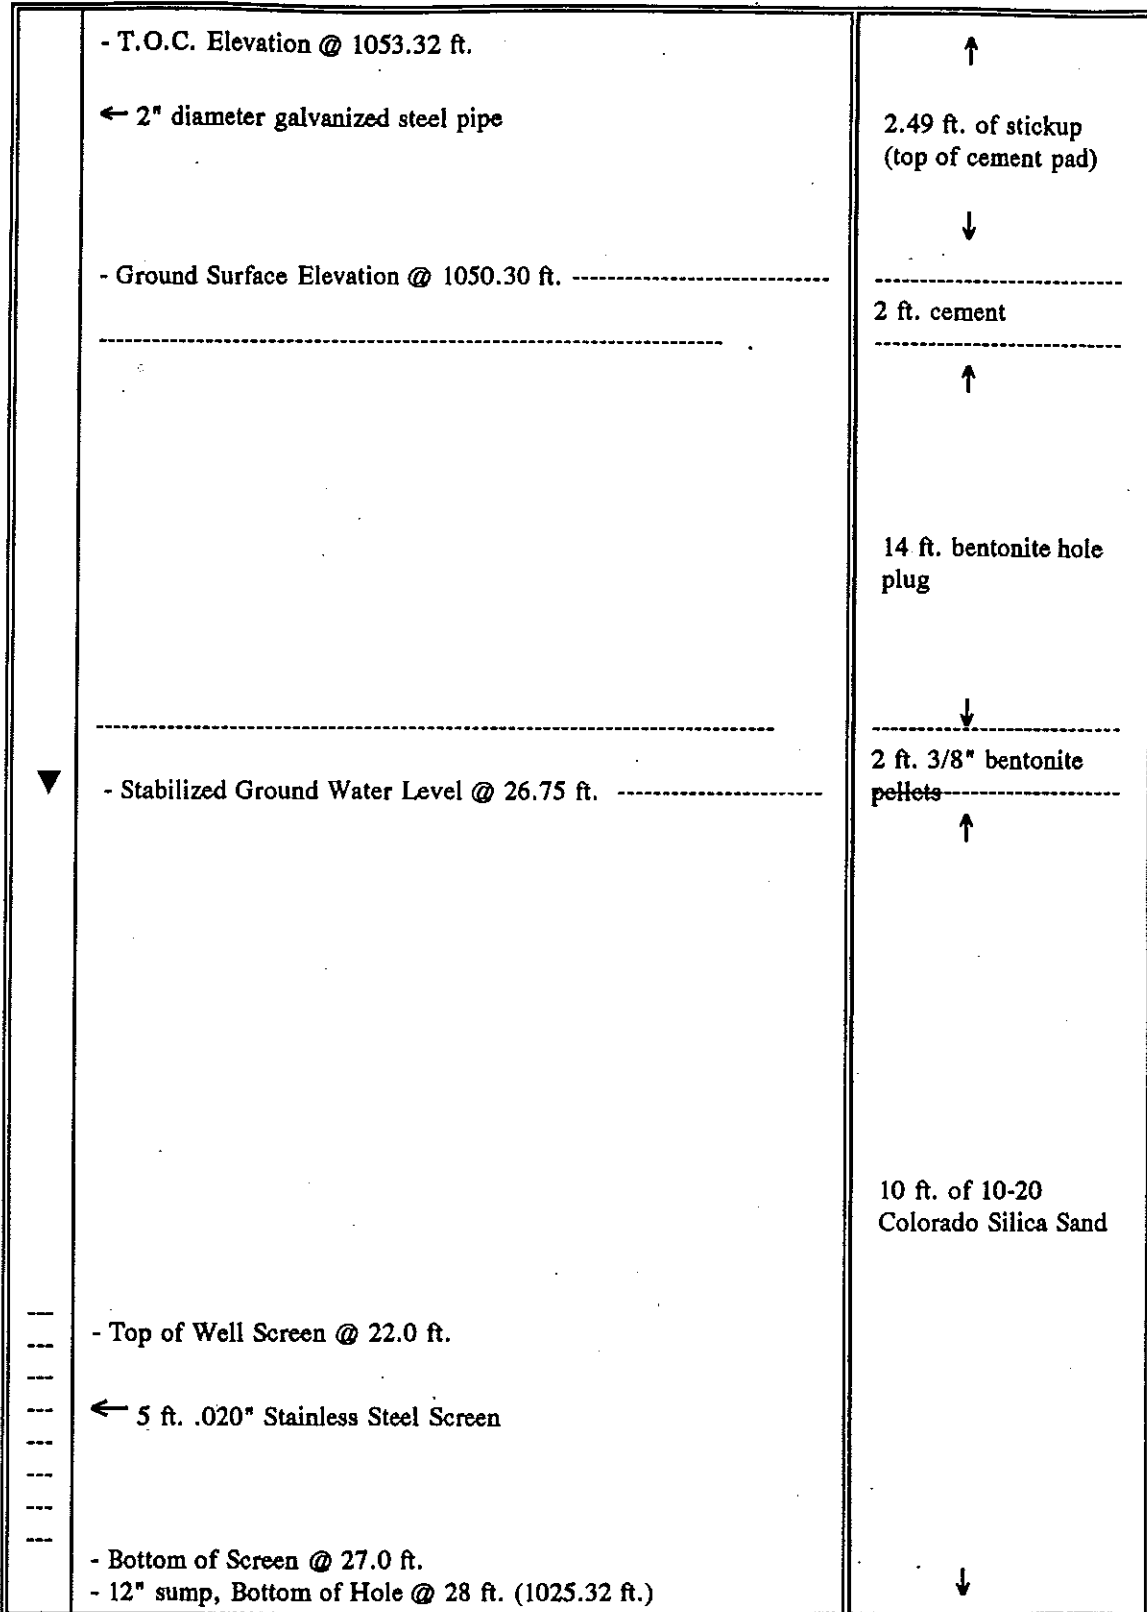 - T.O.C. Elevation @ 1053.32 ft.
← 2" diameter galvanized steel pipe
2.49 ft. of stickup
(top of cement pad)
- Ground Surface Elevation @ 1050.30 ft. --------------------------
2 ft. cement
14 ft. bentonite hole
plug
2 ft. 3/8" bentonite
pellets
- Stabilized Ground Water Level @ 26.75 ft. ---------------------
10 ft. of 10-20
Colorado Silica Sand
- Top of Well Screen @ 22.0 ft.
← 5 ft. .020" Stainless Steel Screen
- Bottom of Screen @ 27.0 ft.
- 12" sump, Bottom of Hole @ 28 ft. (1025.32 ft.)